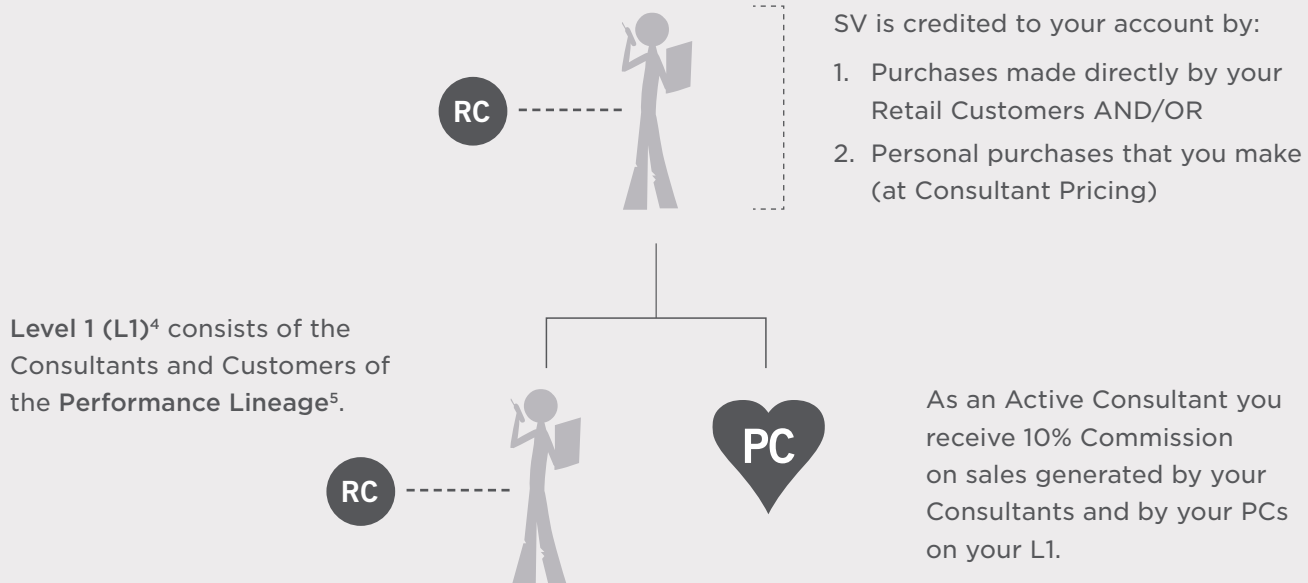 SV is credited to your account by:
1. Purchases made directly by your
Retail Customers AND/OR
2. Personal purchases that you make
(at Consultant Pricing)
RC
Level 1 (L1)⁴ consists of the
Consultants and Customers of
the Performance Lineage⁵.
RC
PC
As an Active Consultant you
receive 10% Commission
on sales generated by your
Consultants and by your PCs
on your L1.